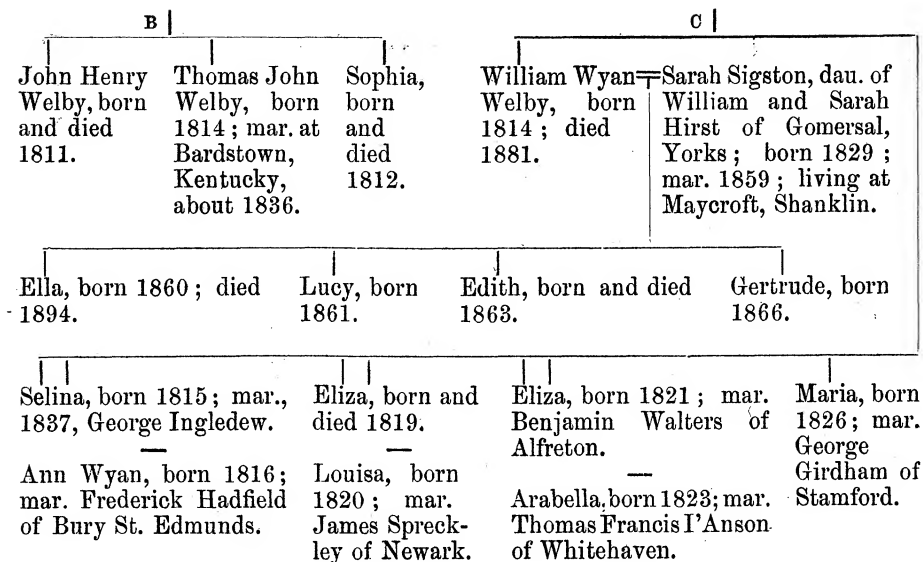 B
C
John Henry
Welby, born
and died
1811.
Thomas John
Welby, born
1814; mar. at
Bardstown,
Kentucky,
about 1836.
Sophia,
born
and
died
1812.
William Wyan
Welby, born
1814; died
1881.
Sarah Sigston, dau. of
William and Sarah
Hirst of Gomersal,
Yorks; born 1829;
mar. 1859; living at
Maycroft, Shanklin.
Ella, born 1860; died
1894.
Lucy, born
1861.
Edith, born and died
1863.
Gertrude, born
1866.
Selina, born 1815; mar.,
1837, George Ingledew.
Ann Wyan, born 1816;
mar. Frederick Hadfield
of Bury St. Edmunds.
Eliza, born and
died 1819.
Louisa, born
1820; mar.
James Spreck-
ley of Newark.
Eliza, born 1821; mar.
Benjamin Walters of
Alfreton.
Arabella, born 1823; mar.
Thomas Francis I'Anson
of Whitehaven.
Maria, born
1826; mar.
George
Girdham of
Stamford.